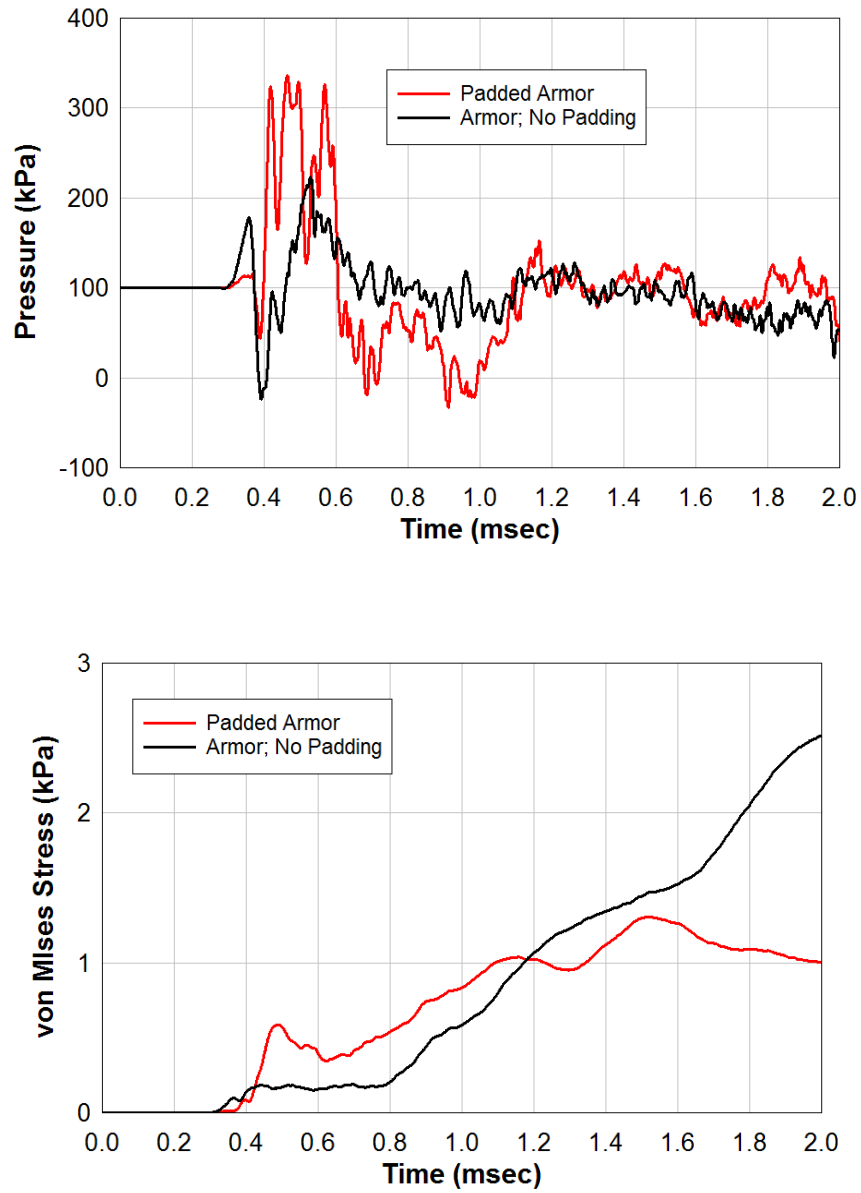 400
300
200
100
0
-100
Pressure (kPa)
Padded Armor
Armor; No Padding
0.0 0.2 0.4 0.6 0.8 1.0 1.2 1.4 1.6 1.8 2.0
Time (msec)
3
2
1
0
von MIses Stress (kPa)
Padded Armor
Armor; No Padding
0.0 0.2 0.4 0.6 0.8 1.0 1.2 1.4 1.6 1.8 2.0
Time (msec)